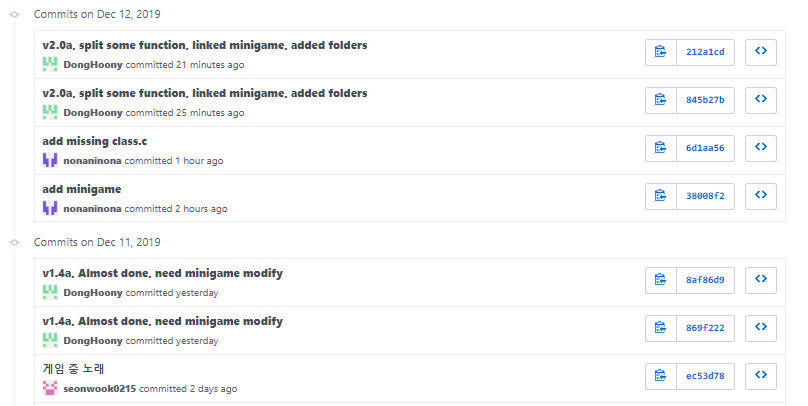 Commits on Dec 12, 2019
v2.0a, split some function, linked minigame, added folders
DongHoony committed 21 minutes ago
212a1cd
v2.0a, split some function, linked minigame, added folders
DongHoony committed 25 minutes ago
845b27b
add missing class.c
nonaninona committed 1 hour ago
6d1aa56
add minigame
nonaninona committed 2 hours ago
38008f2
Commits on Dec 11, 2019
v1.4a, Almost done, need minigame modify
DongHoony committed yesterday
8af86d9
v1.4a, Almost done, need minigame modify
DongHoony committed yesterday
869f222
게임 중 노래
seonwook0215 committed 2 days ago
ec53d78